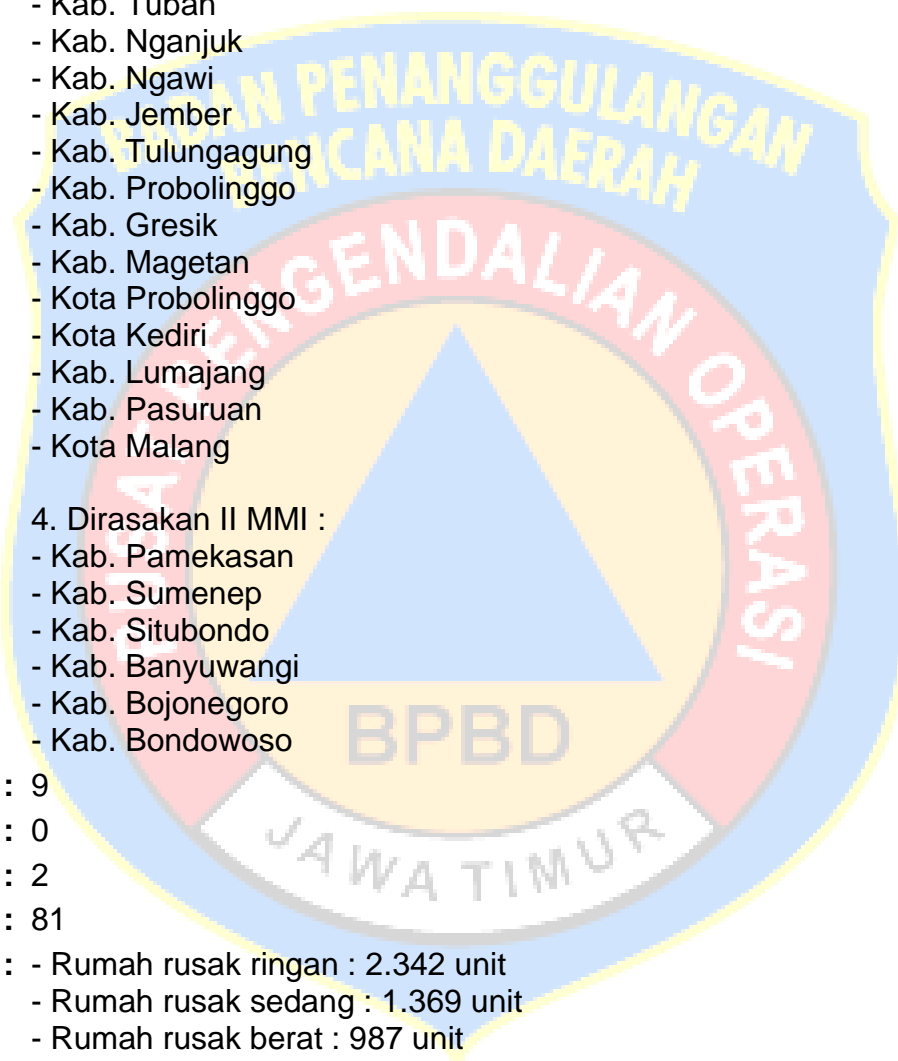 - Kab. Tuban
- Kab. Nganjuk
- Kab. Ngawi
- Kab. Jember
- Kab. Tulungagung
- Kab. Probolinggo
- Kab. Gresik
- Kab. Magetan
- Kota Probolinggo
- Kota Kediri
- Kab. Lumajang
- Kab. Pasuruan
- Kota Malang
4. Dirasakan II MMI :
- Kab. Pamekasan
- Kab. Sumenep
- Kab. Situbondo
- Kab. Banyuwangi
- Kab. Bojonegoro
- Kab. Bondowoso
: 9
: 0
: 2
: 81
: - Rumah rusak ringan : 2.342 unit
- Rumah rusak sedang : 1.369 unit
- Rumah rusak berat : 987 unit
BADAN PENANGGULANGAN
BENCANA DAERAH
PUSAT PENGENDALIAN OPERASI
BPBD
JAWA TIMUR